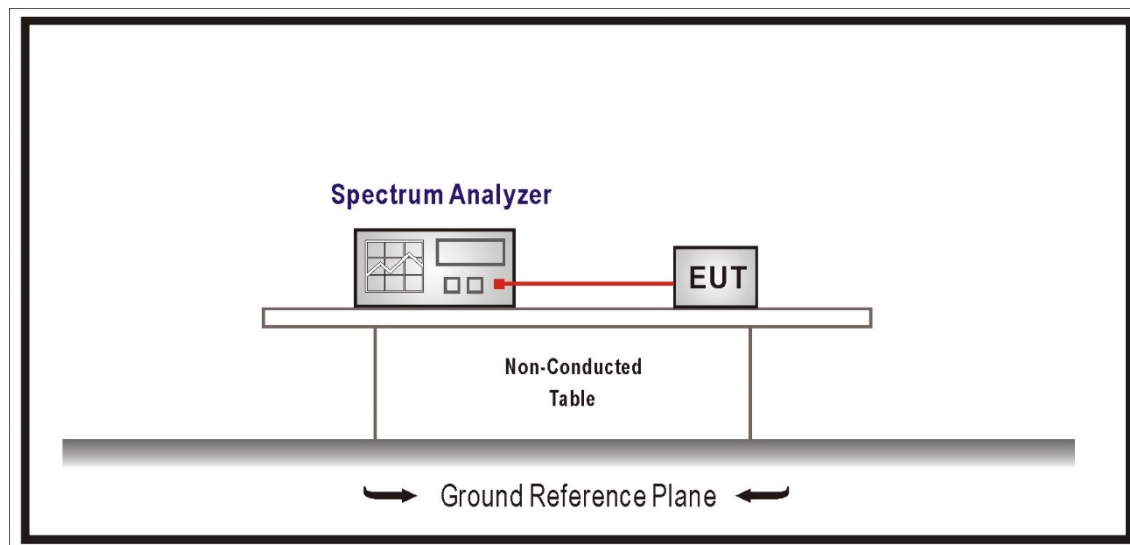 Spectrum Analyzer
EUT
Non-Conducted
Table
Ground Reference Plane